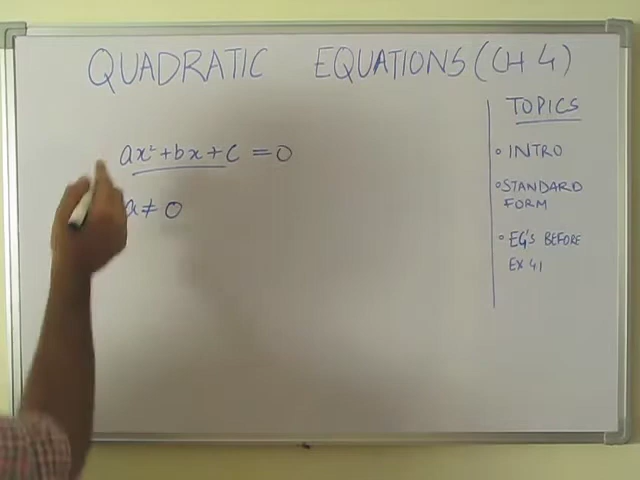 QUADRATIC EQUATIONS (CH 4)
ax² + bx + c = 0
a ≠ 0
TOPICS
• INTRO
• STANDARD
FORM
• EG'S BEFORE
EX 4.1